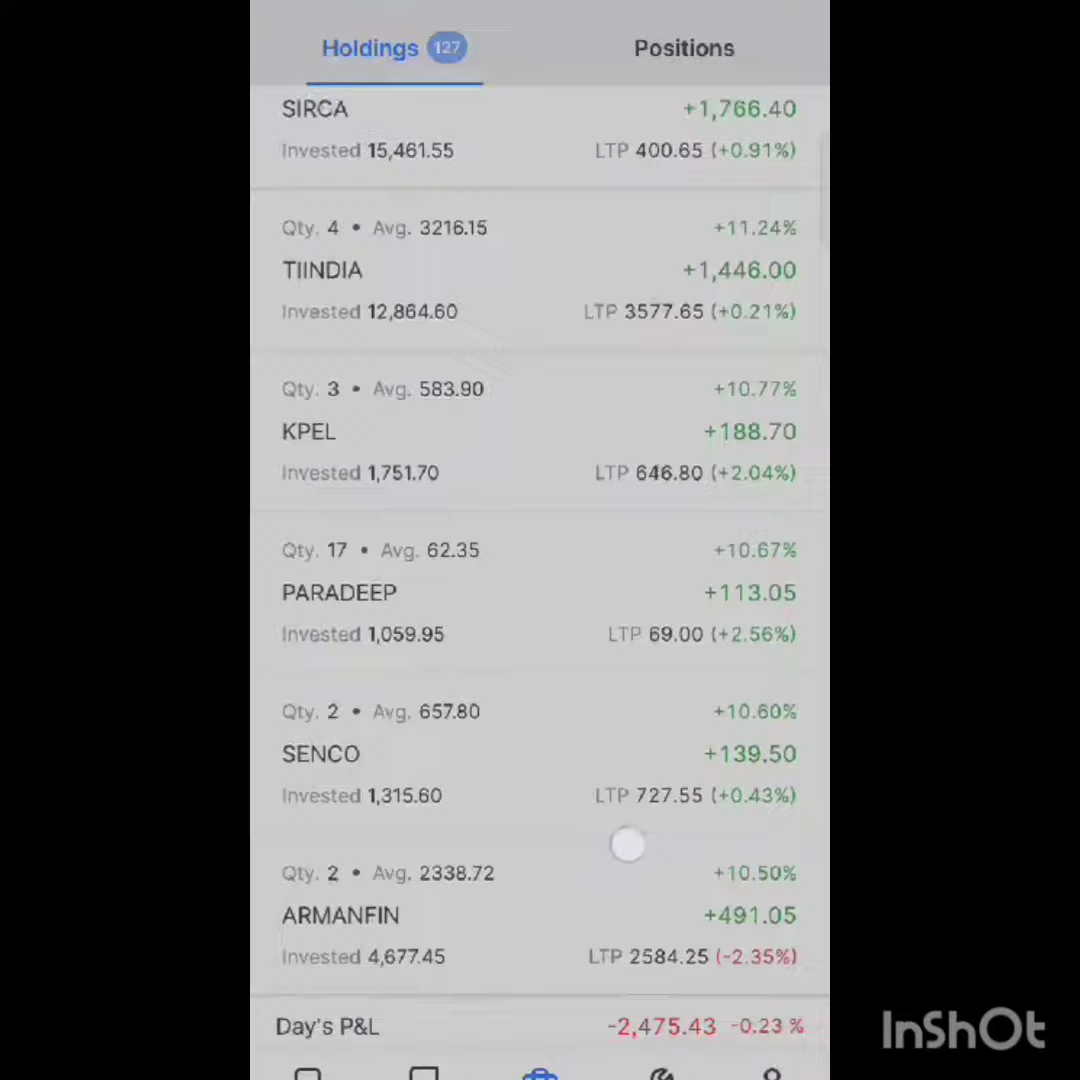 Holdings 127 Positions
SIRCA +1,766.40
Invested 15,461.55 LTP 400.65 (+0.91%)
Qty. 4 • Avg. 3216.15 +11.24%
TIINDIA +1,446.00
Invested 12,864.60 LTP 3577.65 (+0.21%)
Qty. 3 • Avg. 583.90 +10.77%
KPEL +188.70
Invested 1,751.70 LTP 646.80 (+2.04%)
Qty. 17 • Avg. 62.35 +10.67%
PARADEEP +113.05
Invested 1,059.95 LTP 69.00 (+2.56%)
Qty. 2 • Avg. 657.80 +10.60%
SENCO +139.50
Invested 1,315.60 LTP 727.55 (+0.43%)
Qty. 2 • Avg. 2338.72 +10.50%
ARMANFIN +491.05
Invested 4,677.45 LTP 2584.25 (-2.35%)
Day's P&L -2,475.43 -0.23 %
InShOt